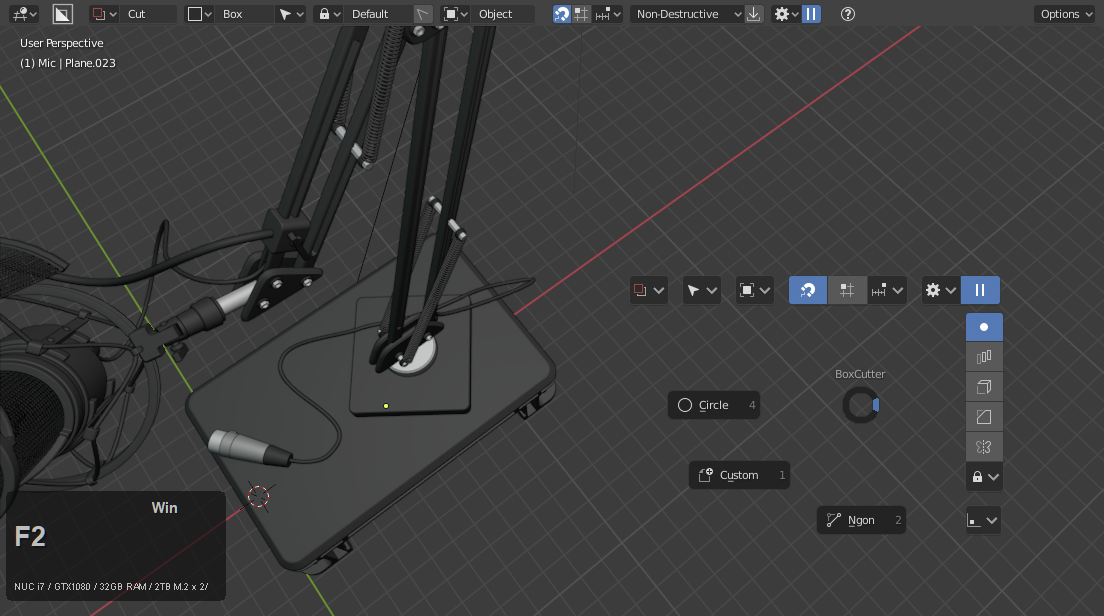 Cut Box Default Object Non-Destructive Options
User Perspective
(1) Mic | Plane.023
BoxCutter
Circle 4
Custom 1
Ngon 2
Win
F2
NUC i7 / GTX1080 / 32GB RAM / 2TB M.2 x 2/